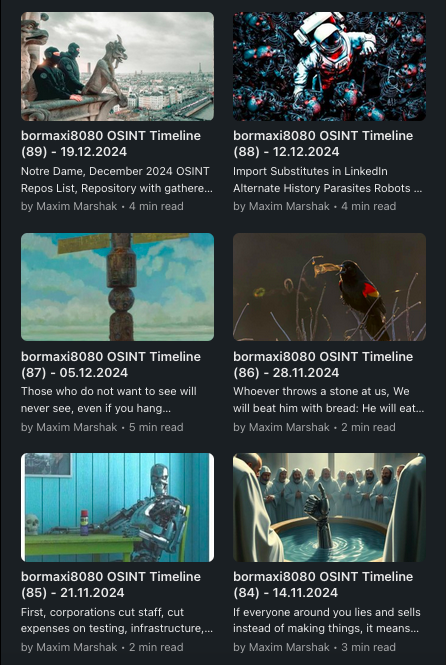 bormaxi8080 OSINT Timeline
(89) - 19.12.2024
Notre Dame, December 2024 OSINT
Repos List, Repository with gathere...
by Maxim Marshak • 4 min read
bormaxi8080 OSINT Timeline
(88) - 12.12.2024
Import Substitutes in LinkedIn
Alternate History Parasites Robots ...
by Maxim Marshak • 4 min read
bormaxi8080 OSINT Timeline
(87) - 05.12.2024
Those who do not want to see will
never see, even if you hang...
by Maxim Marshak • 5 min read
bormaxi8080 OSINT Timeline
(86) - 28.11.2024
Whoever throws a stone at us, We
will beat him with bread: He will eat...
by Maxim Marshak • 2 min read
bormaxi8080 OSINT Timeline
(85) - 21.11.2024
First, corporations cut staff, cut
expenses on testing, infrastructure,...
by Maxim Marshak • 2 min read
bormaxi8080 OSINT Timeline
(84) - 14.11.2024
If everyone around you lies and sells
instead of making things, it means...
by Maxim Marshak • 3 min read